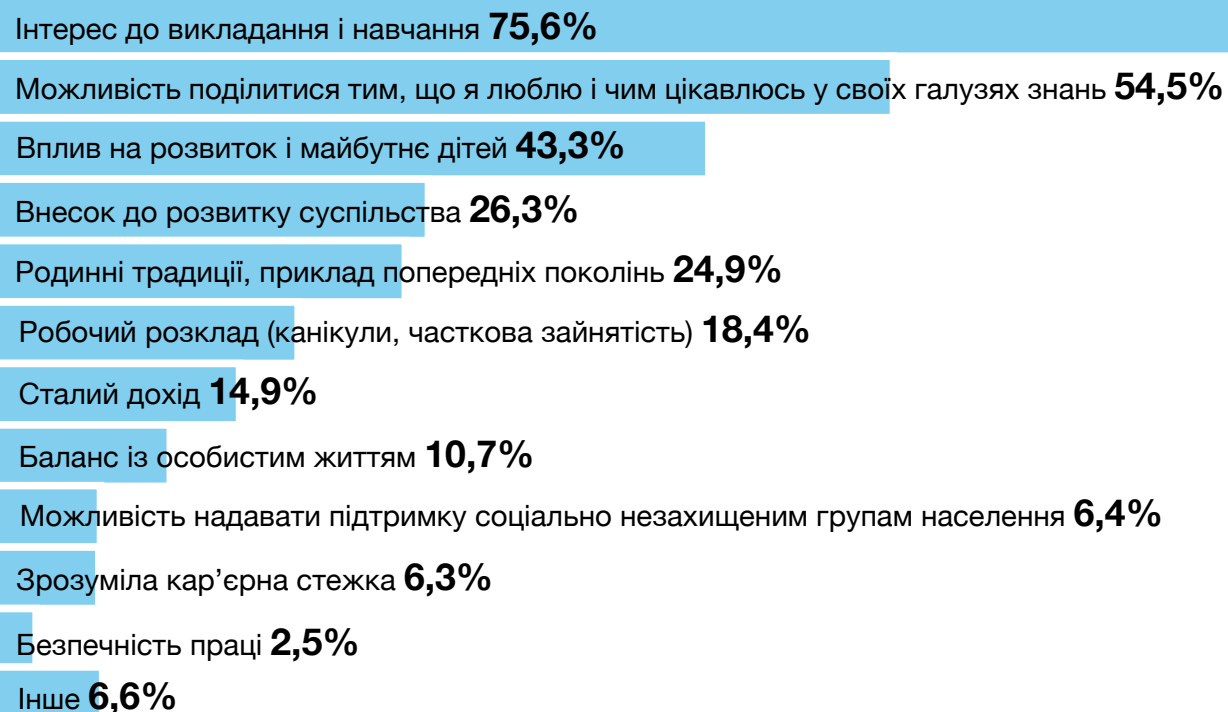 Інтерес до викладання і навчання 75,6%
Можливість поділитися тим, що я люблю і чим цікавлюсь у своїх галузях знань 54,5%
Вплив на розвиток і майбутнє дітей 43,3%
Внесок до розвитку суспільства 26,3%
Родинні традиції, приклад попередніх поколінь 24,9%
Робочий розклад (канікули, часткова зайнятість) 18,4%
Сталий дохід 14,9%
Баланс із особистим життям 10,7%
Можливість надавати підтримку соціально незахищеним групам населення 6,4%
Зрозуміла кар’єрна стежка 6,3%
Безпечність праці 2,5%
Інше 6,6%